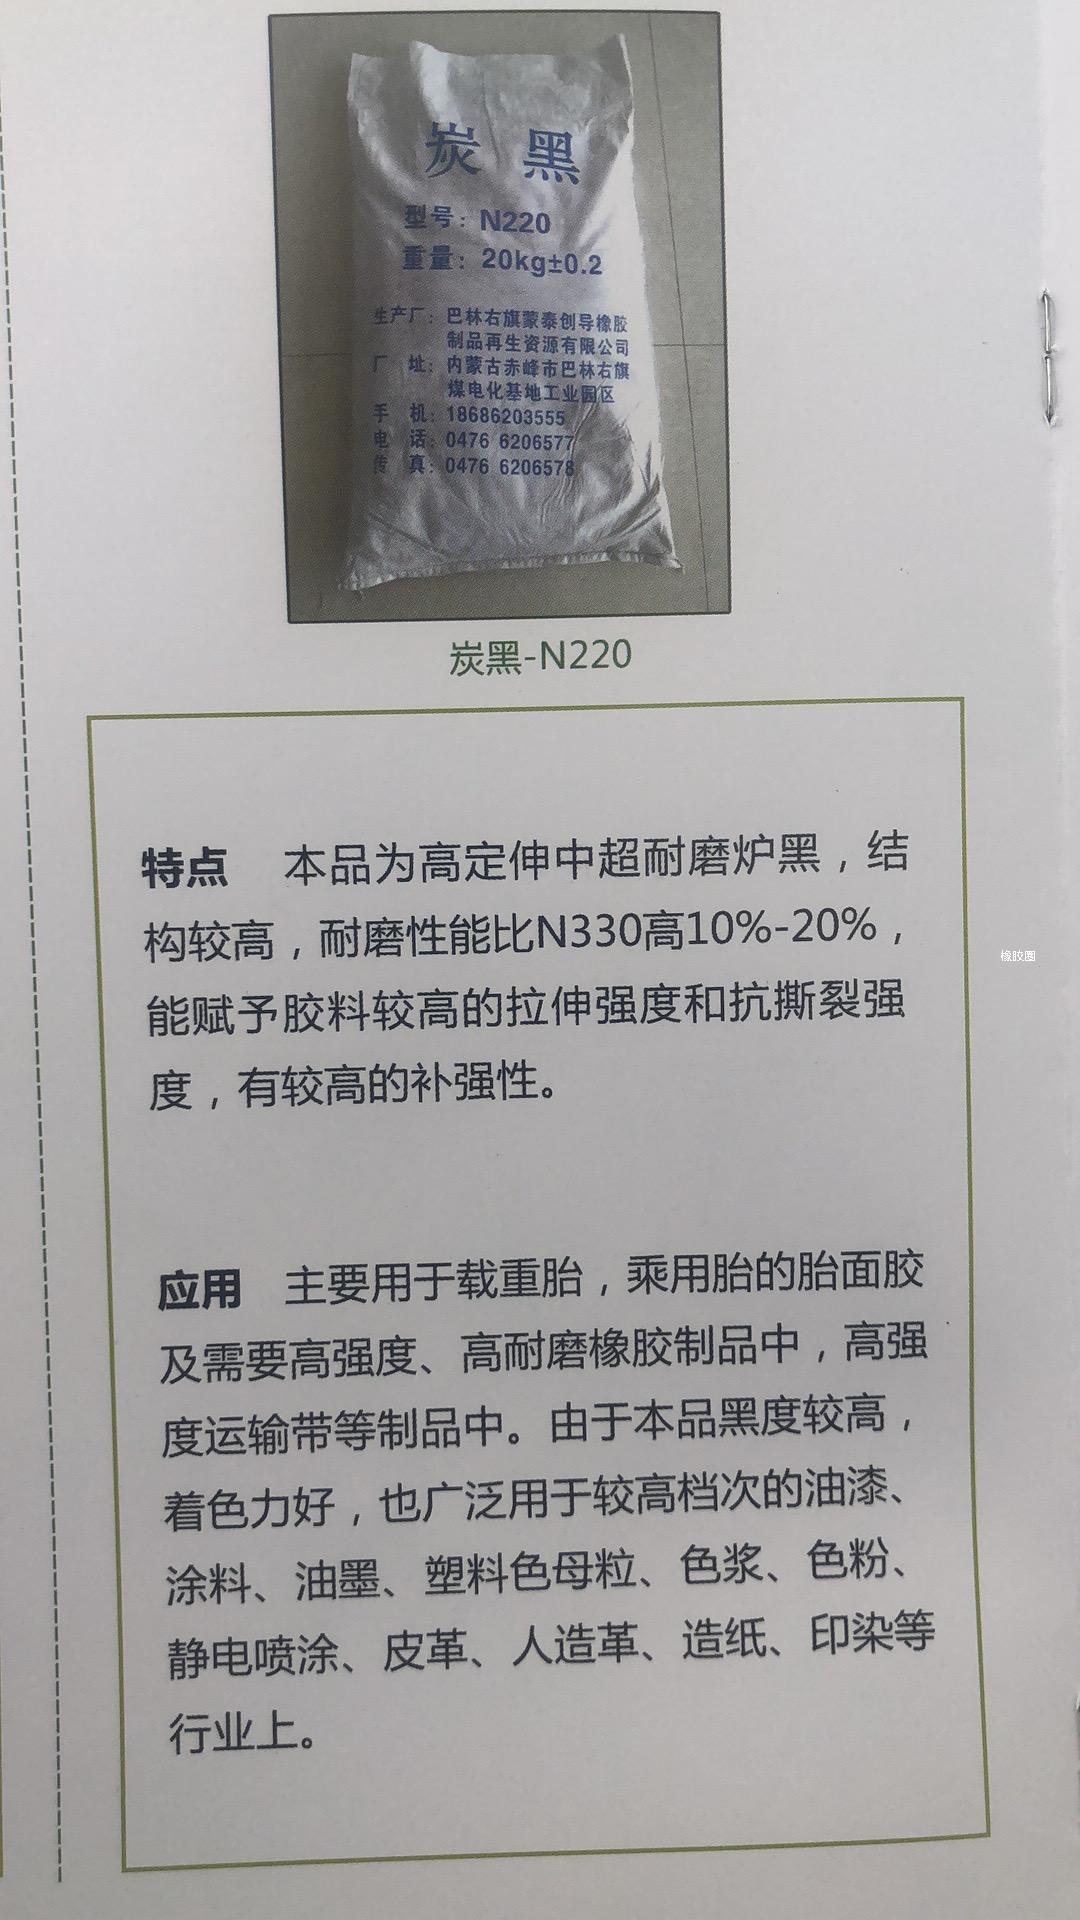 炭 黑
型号：N220
重量：20kg±0.2
生产厂：巴林右旗蒙泰创导橡胶
制品再生资源有限公司
厂 址：内蒙古赤峰市巴林右旗
煤电化基地工业园区
手 机：18686203555
电 话：0476 6206577
传 真：0476 6206578
炭黑-N220
特点 本品为高定伸中超耐磨炉黑，结
构较高，耐磨性能比N330高10%-20%，
能赋予胶料较高的拉伸强度和抗撕裂强
度，有较高的补强性。
应用 主要用于载重胎，乘用胎的胎面胶
及需要高强度、高耐磨橡胶制品中，高强
度运输带等制品中。由于本品黑度较高，
着色力好，也广泛用于较高档次的油漆、
涂料、油墨、塑料色母粒、色浆、色粉、
静电喷涂、皮革、人造革、造纸、印染等
行业上。
橡胶圈